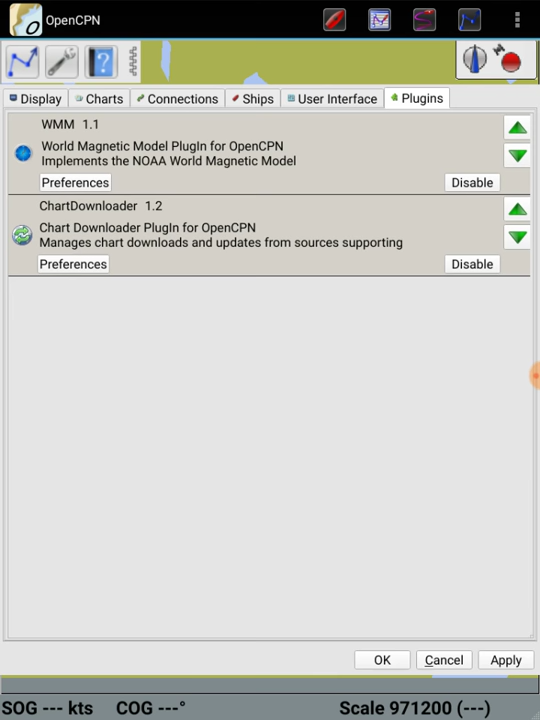 OpenCPN
Display
Charts
Connections
Ships
User Interface
Plugins
WMM 1.1
World Magnetic Model PlugIn for OpenCPN
Implements the NOAA World Magnetic Model
Preferences
Disable
ChartDownloader 1.2
Chart Downloader PlugIn for OpenCPN
Manages chart downloads and updates from sources supporting
Preferences
Disable
OK
Cancel
Apply
SOG --- kts COG ---° Scale 971200 (---)